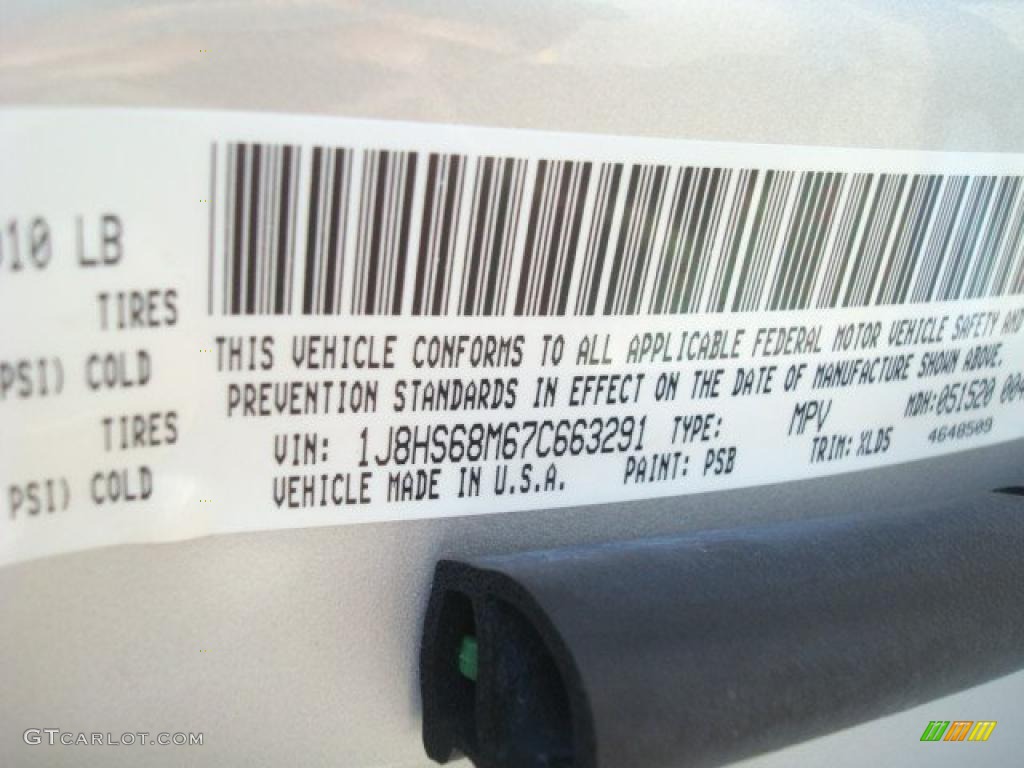 LB
TIRES
PSI) COLD
TIRES
PSI) COLD
THIS VEHICLE CONFORMS TO ALL APPLICABLE FEDERAL MOTOR VEHICLE SAFETY AND
PREVENTION STANDARDS IN EFFECT ON THE DATE OF MANUFACTURE SHOWN ABOVE.
VIN: 1J8HS68M67C663291 TYPE: MPV MDH:051520
VEHICLE MADE IN U.S.A. PAINT: PSB TRIM: XLD5 4648509
GTCARLOT.COM